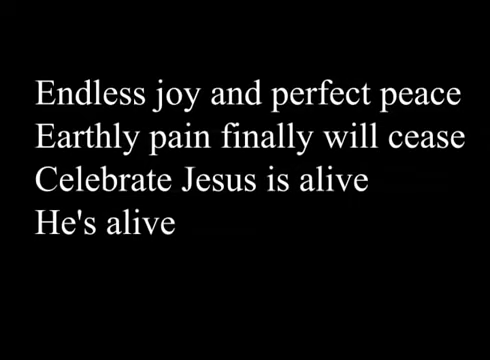 Endless joy and perfect peace
Earthly pain finally will cease
Celebrate Jesus is alive
He's alive